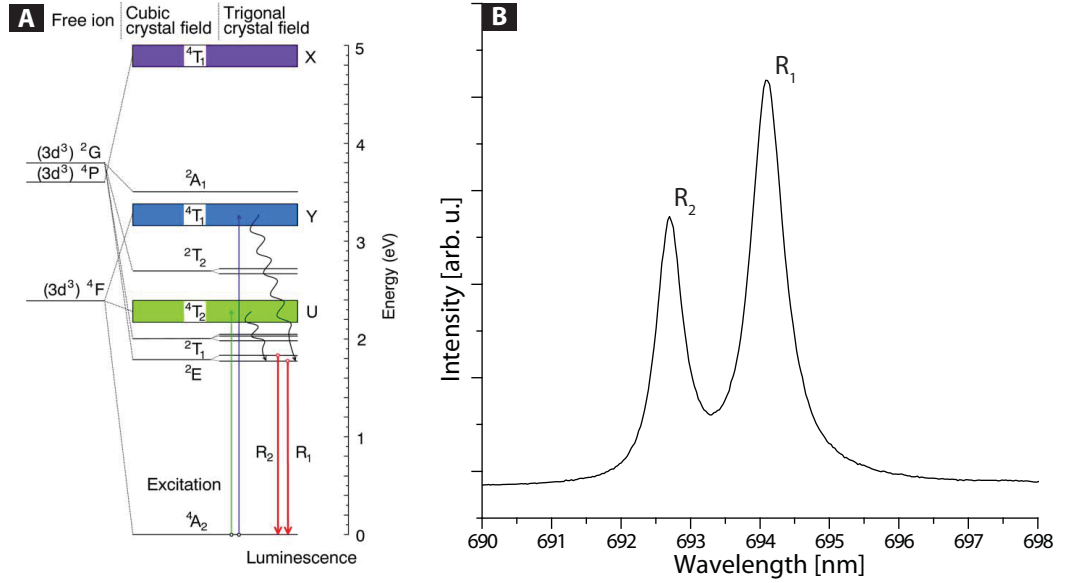 A
Free ion
Cubic
crystal field
Trigonal
crystal field
⁴T₁
X
(3d³) ²G
(3d³) ⁴P
²A₁
⁴T₁
Y
²T₂
(3d³) ⁴F
⁴T₂
U
²T₁
²E
R₂
R₁
Excitation
⁴A₂
Luminescence
5
4
3
2
1
0
Energy (eV)
B
R₁
R₂
Intensity [arb. u.]
690 691 692 693 694 695 696 697 698
Wavelength [nm]